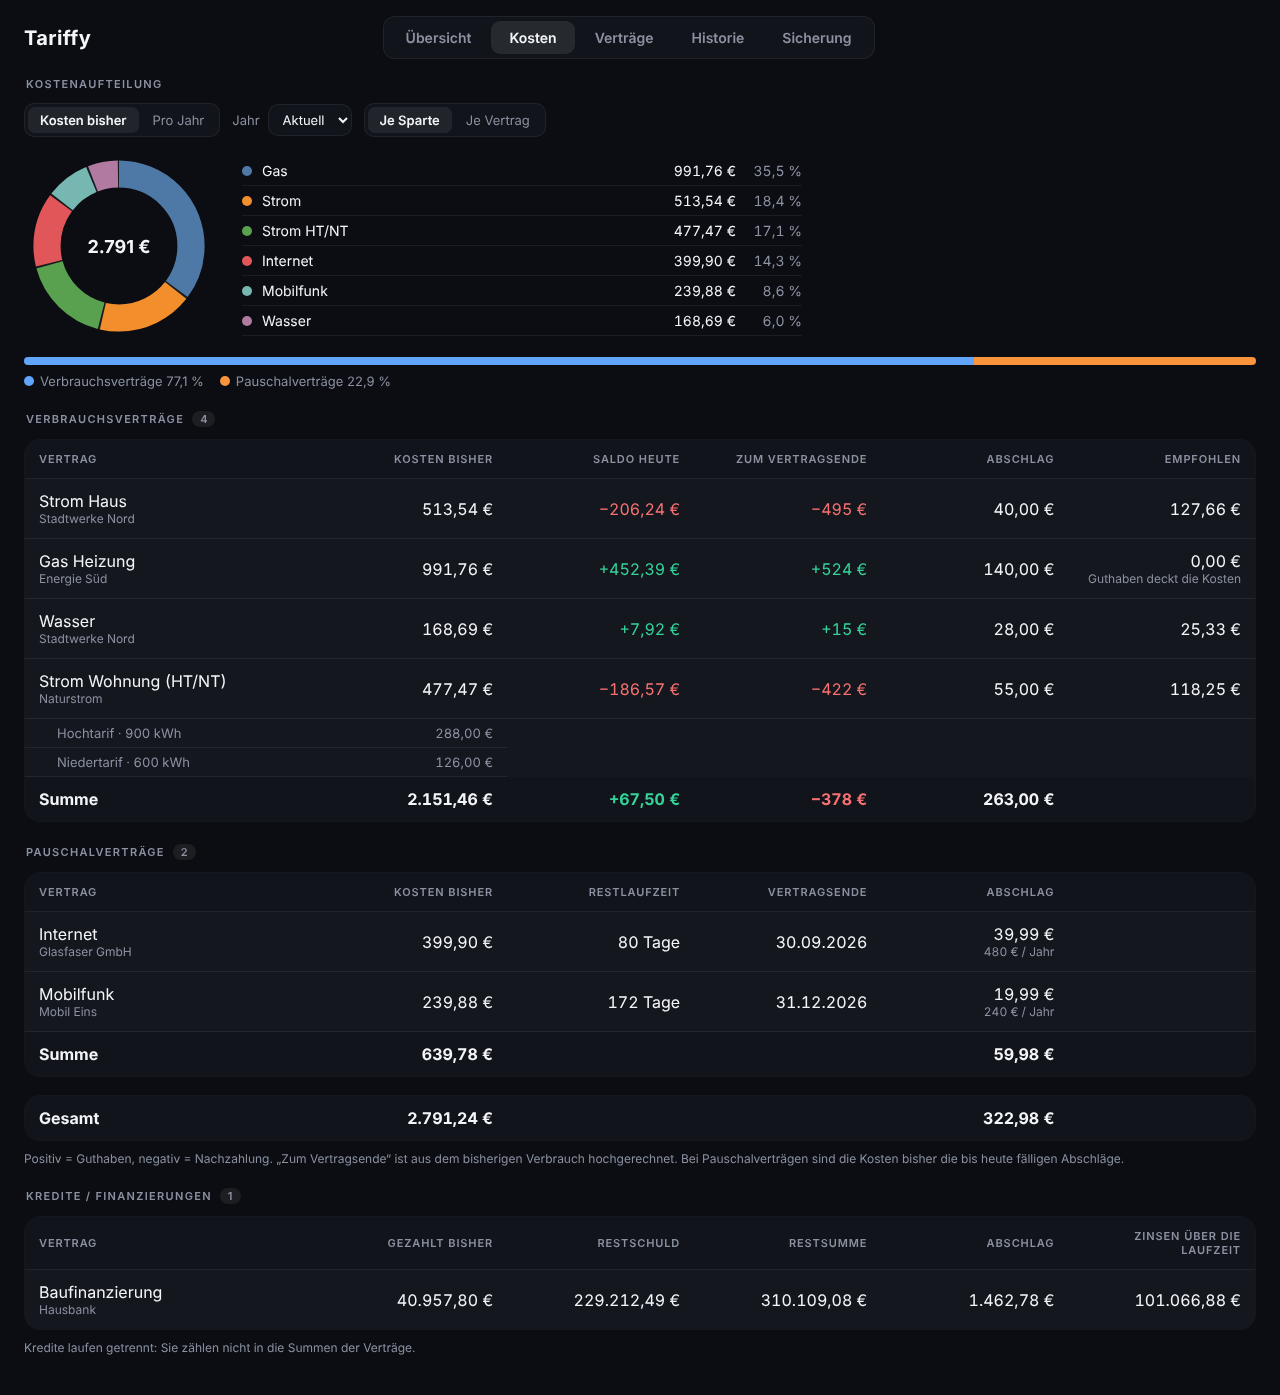 Tariffy
Übersicht Kosten Verträge Historie Sicherung
KOSTENAUFTEILUNG
Kosten bisher Pro Jahr Jahr Aktuell Je Sparte Je Vertrag
2.791 €
Gas 991,76 € 35,5 %
Strom 513,54 € 18,4 %
Strom HT/NT 477,47 € 17,1 %
Internet 399,90 € 14,3 %
Mobilfunk 239,88 € 8,6 %
Wasser 168,69 € 6,0 %
Verbrauchsverträge 77,1 % Pauschalverträge 22,9 %
VERBRAUCHSVERTRÄGE 4
VERTRAG KOSTEN BISHER SALDO HEUTE ZUM VERTRAGSENDE ABSCHLAG EMPFOHLEN
Strom Haus 513,54 € −206,24 € −495 € 40,00 € 127,66 €
Stadtwerke Nord
Gas Heizung 991,76 € +452,39 € +524 € 140,00 € 0,00 €
Energie Süd Guthaben deckt die Kosten
Wasser 168,69 € +7,92 € +15 € 28,00 € 25,33 €
Stadtwerke Nord
Strom Wohnung (HT/NT) 477,47 € −186,57 € −422 € 55,00 € 118,25 €
Naturstrom
Hochtarif · 900 kWh 288,00 €
Niedertarif · 600 kWh 126,00 €
Summe 2.151,46 € +67,50 € −378 € 263,00 €
PAUSCHALVERTRÄGE 2
VERTRAG KOSTEN BISHER RESTLAUFZEIT VERTRAGSENDE ABSCHLAG
Internet 399,90 € 80 Tage 30.09.2026 39,99 €
Glasfaser GmbH 480 € / Jahr
Mobilfunk 239,88 € 172 Tage 31.12.2026 19,99 €
Mobil Eins 240 € / Jahr
Summe 639,78 € 59,98 €
Gesamt 2.791,24 € 322,98 €
Positiv = Guthaben, negativ = Nachzahlung. „Zum Vertragsende“ ist aus dem bisherigen Verbrauch hochgerechnet. Bei Pauschalverträgen sind die Kosten bisher die bis heute fälligen Abschläge.
KREDITE / FINANZIERUNGEN 1
VERTRAG GEZAHLT BISHER RESTSCHULD RESTSUMME ABSCHLAG ZINSEN ÜBER DIE
LAUFZEIT
Baufinanzierung 40.957,80 € 229.212,49 € 310.109,08 € 1.462,78 € 101.066,88 €
Hausbank
Kredite laufen getrennt: Sie zählen nicht in die Summen der Verträge.